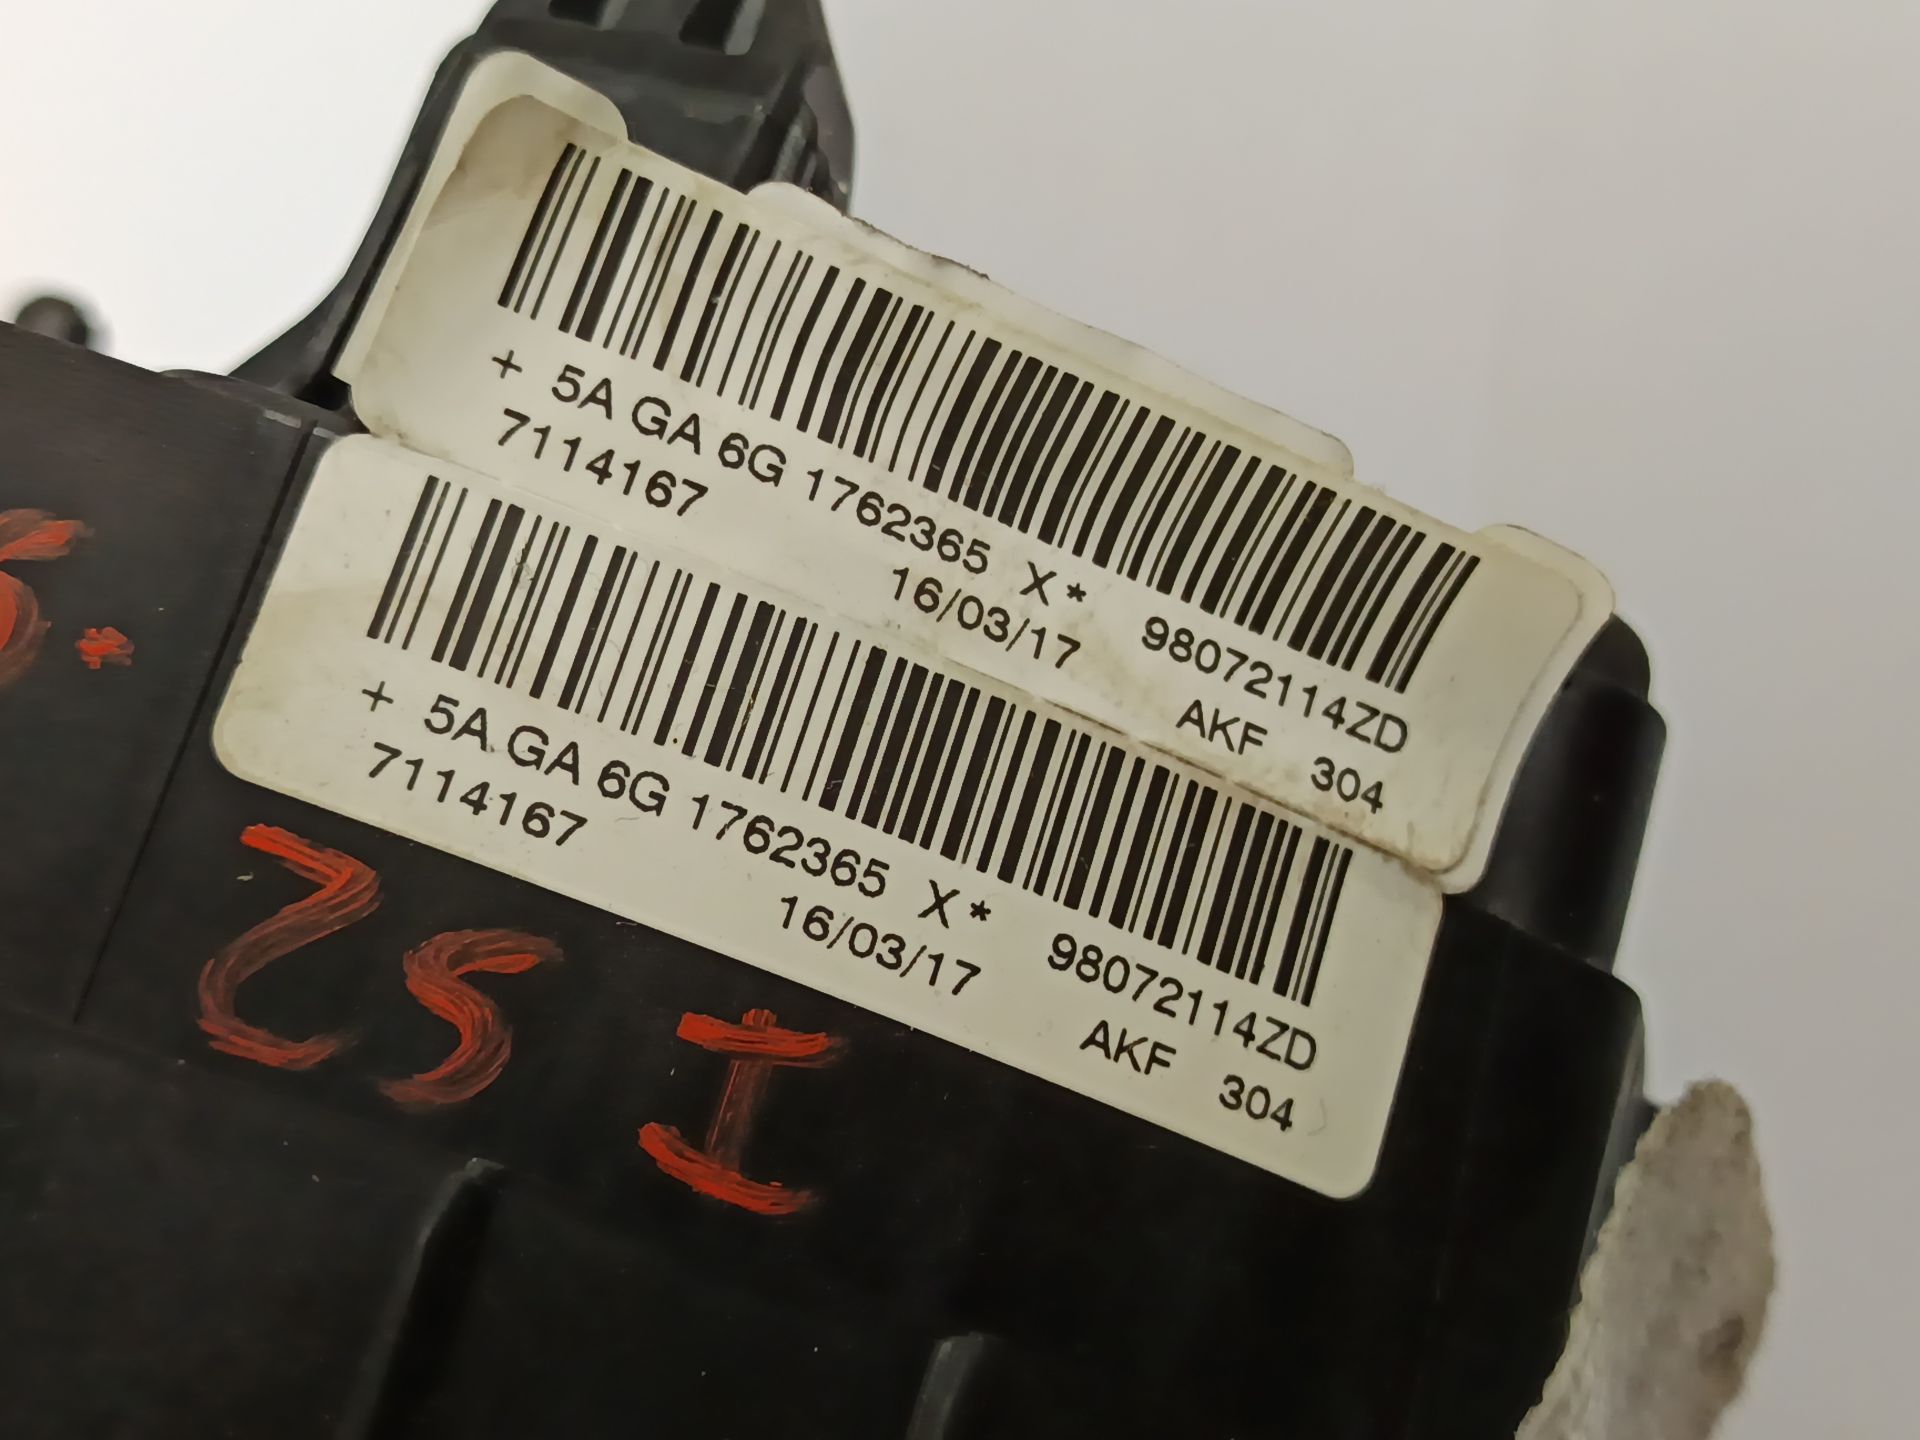 + 5A GA 6G 1762365 X* 98072114ZD
7114167 16/03/17 AKF 304
+ 5A GA 6G 1762365 X* 98072114ZD
7114167 16/03/17 AKF 304